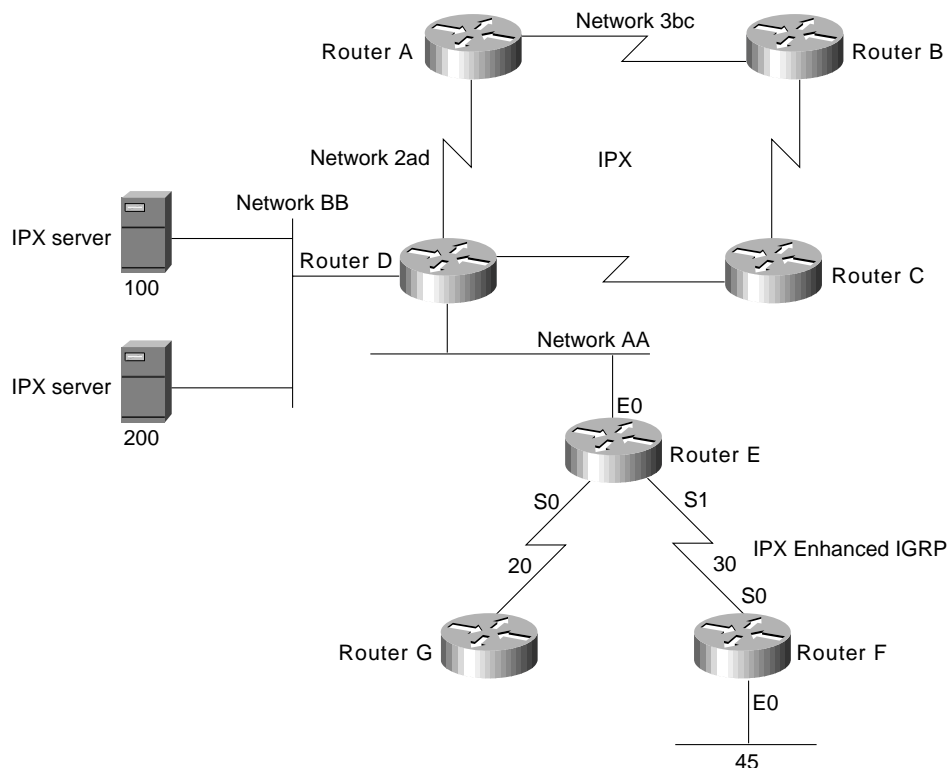 Network 3bc
Router A
Router B
Network 2ad
IPX
Network BB
IPX server
Router D
Router C
100
Network AA
IPX server
200
E0
Router E
S0
S1
IPX Enhanced IGRP
20
30
S0
Router G
Router F
E0
45